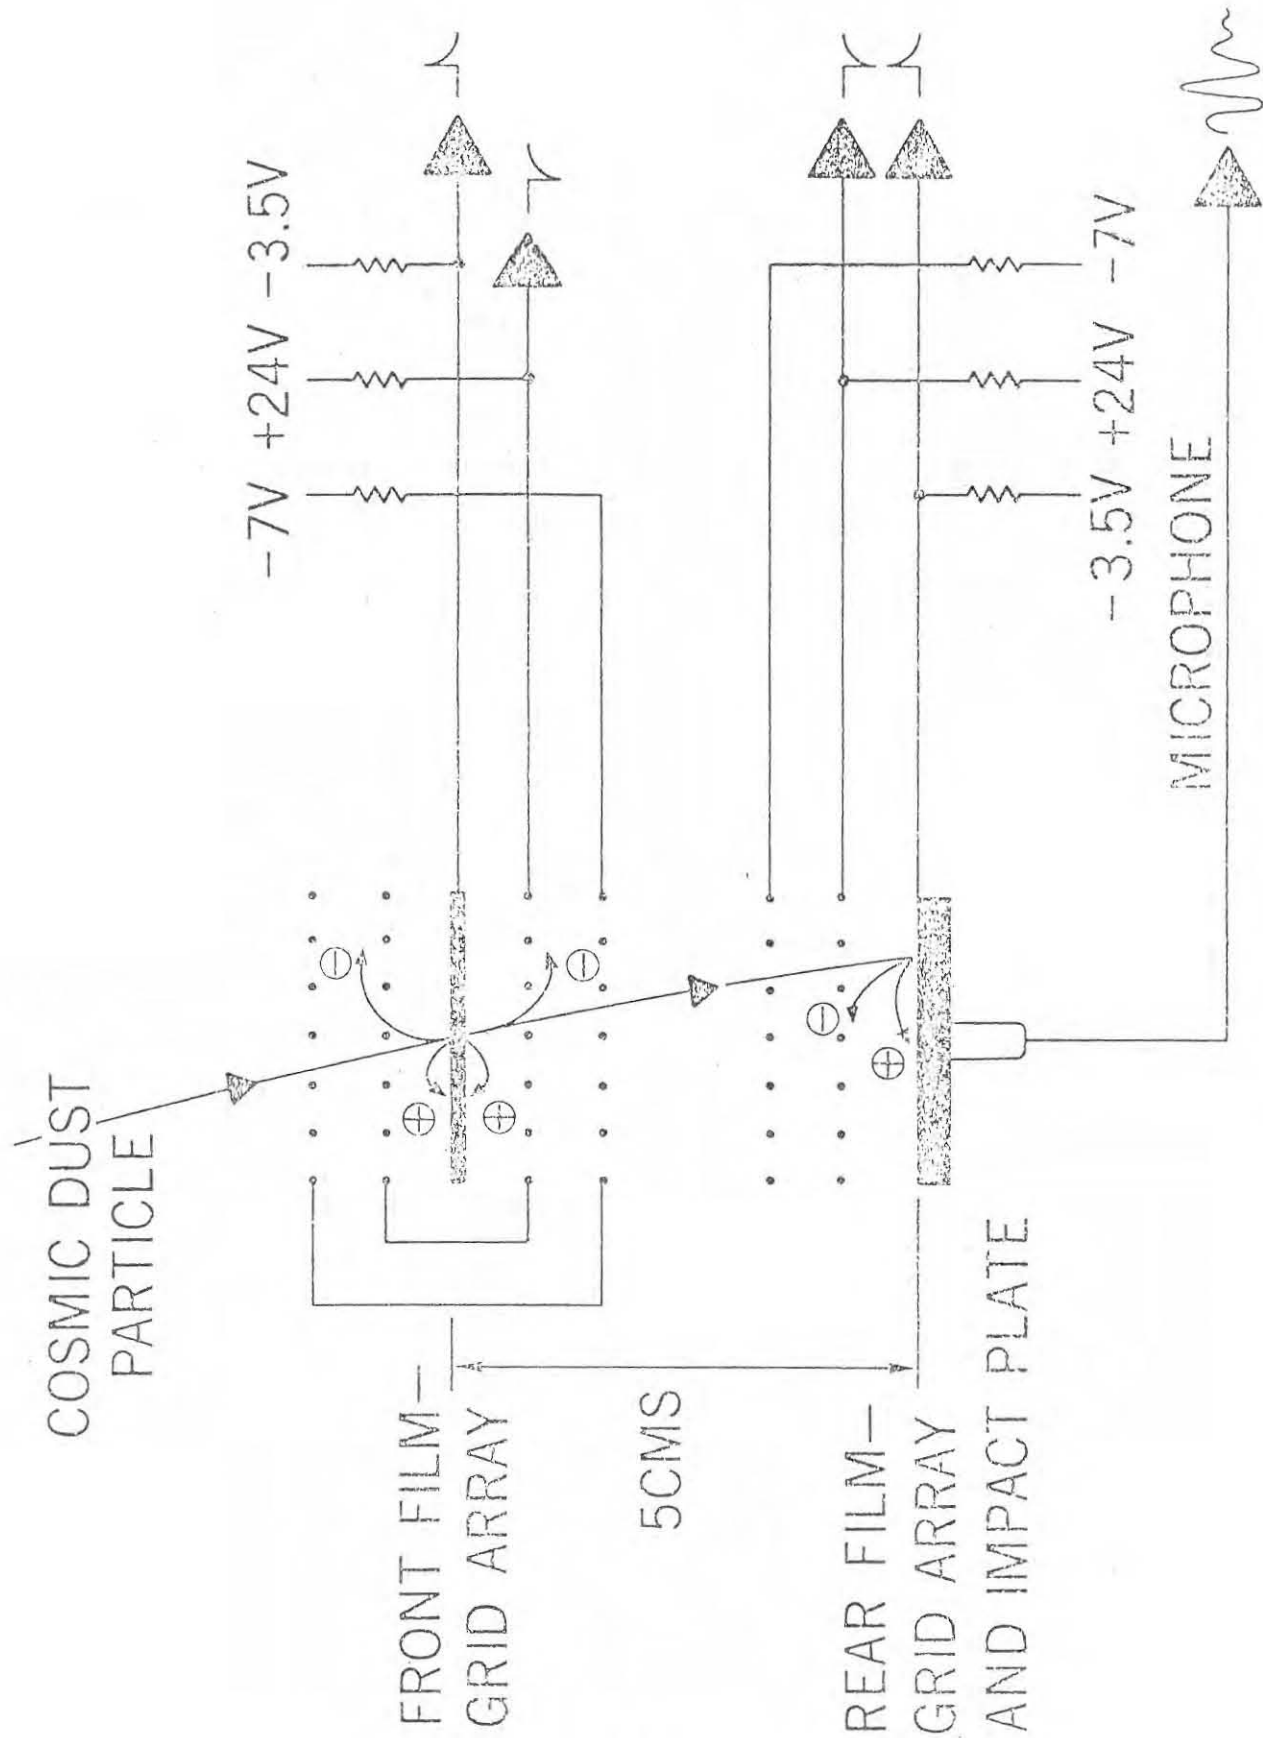 COSMIC DUST
PARTICLE
FRONT FILM—
GRID ARRAY
5CMS
REAR FILM—
GRID ARRAY
AND IMPACT PLATE
-7V +24V -3.5V
-3.5V +24V -7V
MICROPHONE
⊖
⊖
⊕
⊕
⊖
⊕